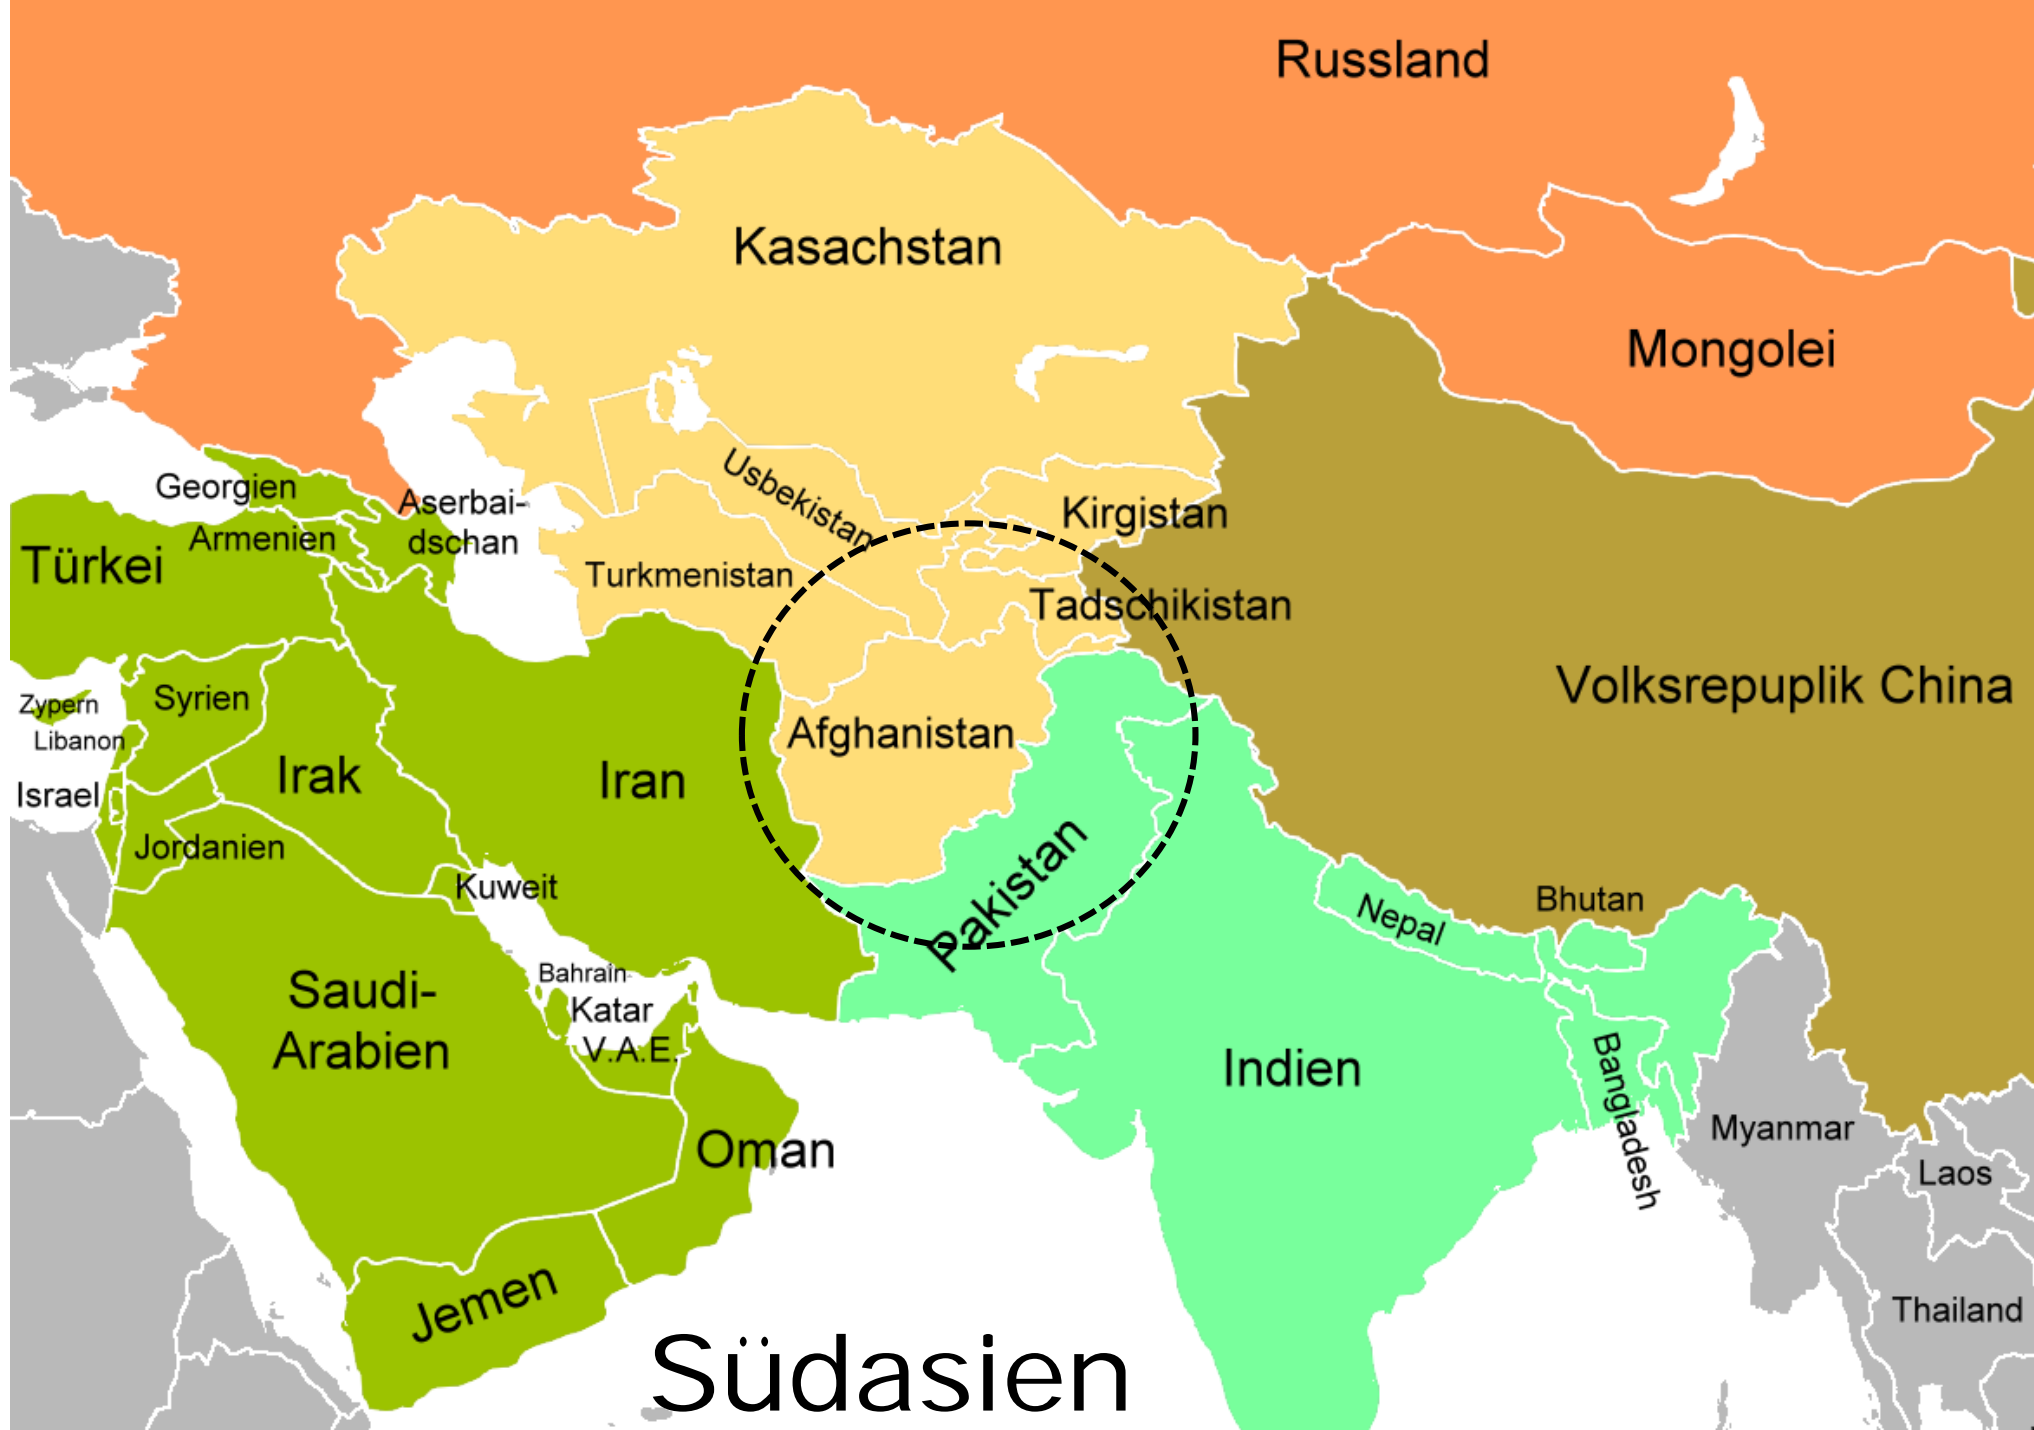 Russland
Kasachstan
Mongolei
Usbekistan
Georgien
Aserbai-
dschan
Kirgistan
Armenien
Türkei
Turkmenistan
Tadschikistan
Volksrepuplik China
Zypern
Syrien
Libanon
Afghanistan
Israel
Irak
Iran
Jordanien
Pakistan
Kuweit
Nepal
Bhutan
Bahrain
Saudi-
Arabien
Katar
V.A.E.
Indien
Bangladesh
Myanmar
Oman
Laos
Jemen
Thailand
Südasien